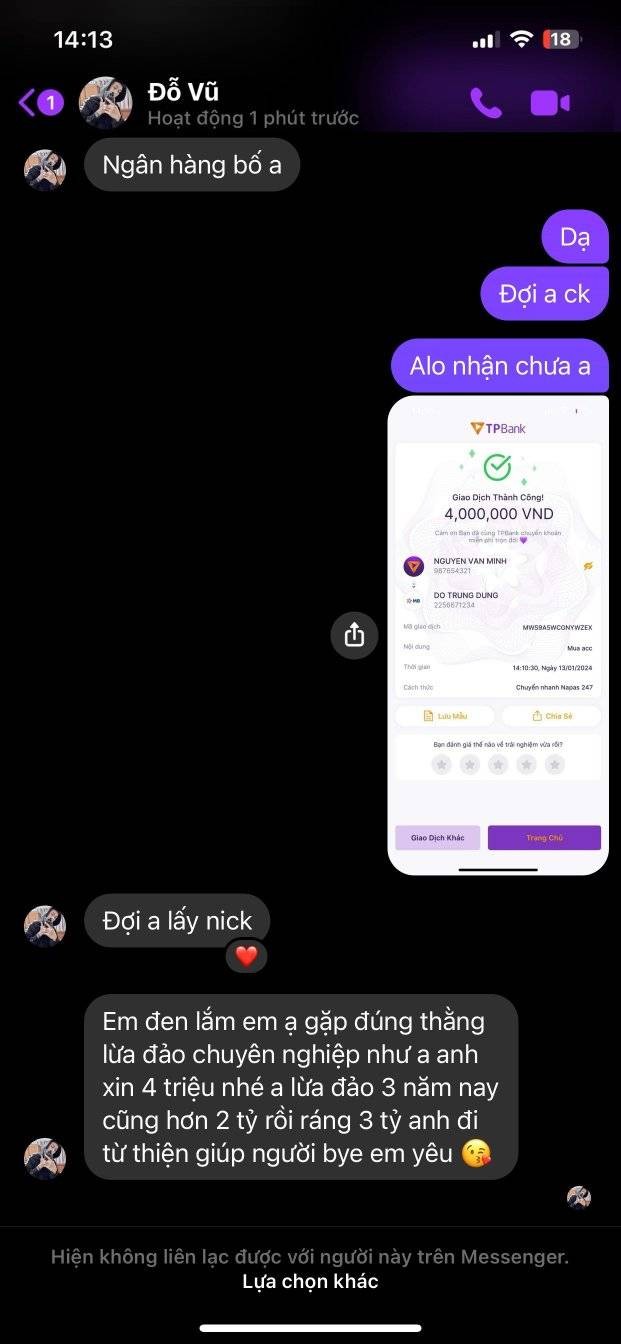 14:13
18
1
Đỗ Vũ
Hoạt động 1 phút trước
Ngân hàng bố a
Dạ
Đợi a ck
Alo nhận chưa a
TPBank
Giao Dịch Thành Công!
4,000,000 VND
Cảm ơn Bạn đã cùng TPBank chuyển khoản
miễn phí trọn đời 💜
NGUYEN VAN MINH
987654321
MB
DO TRUNG DUNG
2256671234
Mã giao dịch
MWS9A5WCGNYWZEX
Nội dung
Mua acc
Thời gian
14:10:30, Ngày 13/01/2024
Cách thức
Chuyển nhanh Napas 247
Lưu Mẫu
Chia Sẻ
Bạn đánh giá thế nào về trải nghiệm vừa rồi?
Giao Dịch Khác
Trang Chủ
Đợi a lấy nick
❤️
Em đen lắm em ạ gặp đúng thằng
lừa đảo chuyên nghiệp như a anh
xin 4 triệu nhé a lừa đảo 3 năm nay
cũng hơn 2 tỷ rồi ráng 3 tỷ anh đi
từ thiện giúp người bye em yêu 😘
Hiện không liên lạc được với người này trên Messenger.
Lựa chọn khác